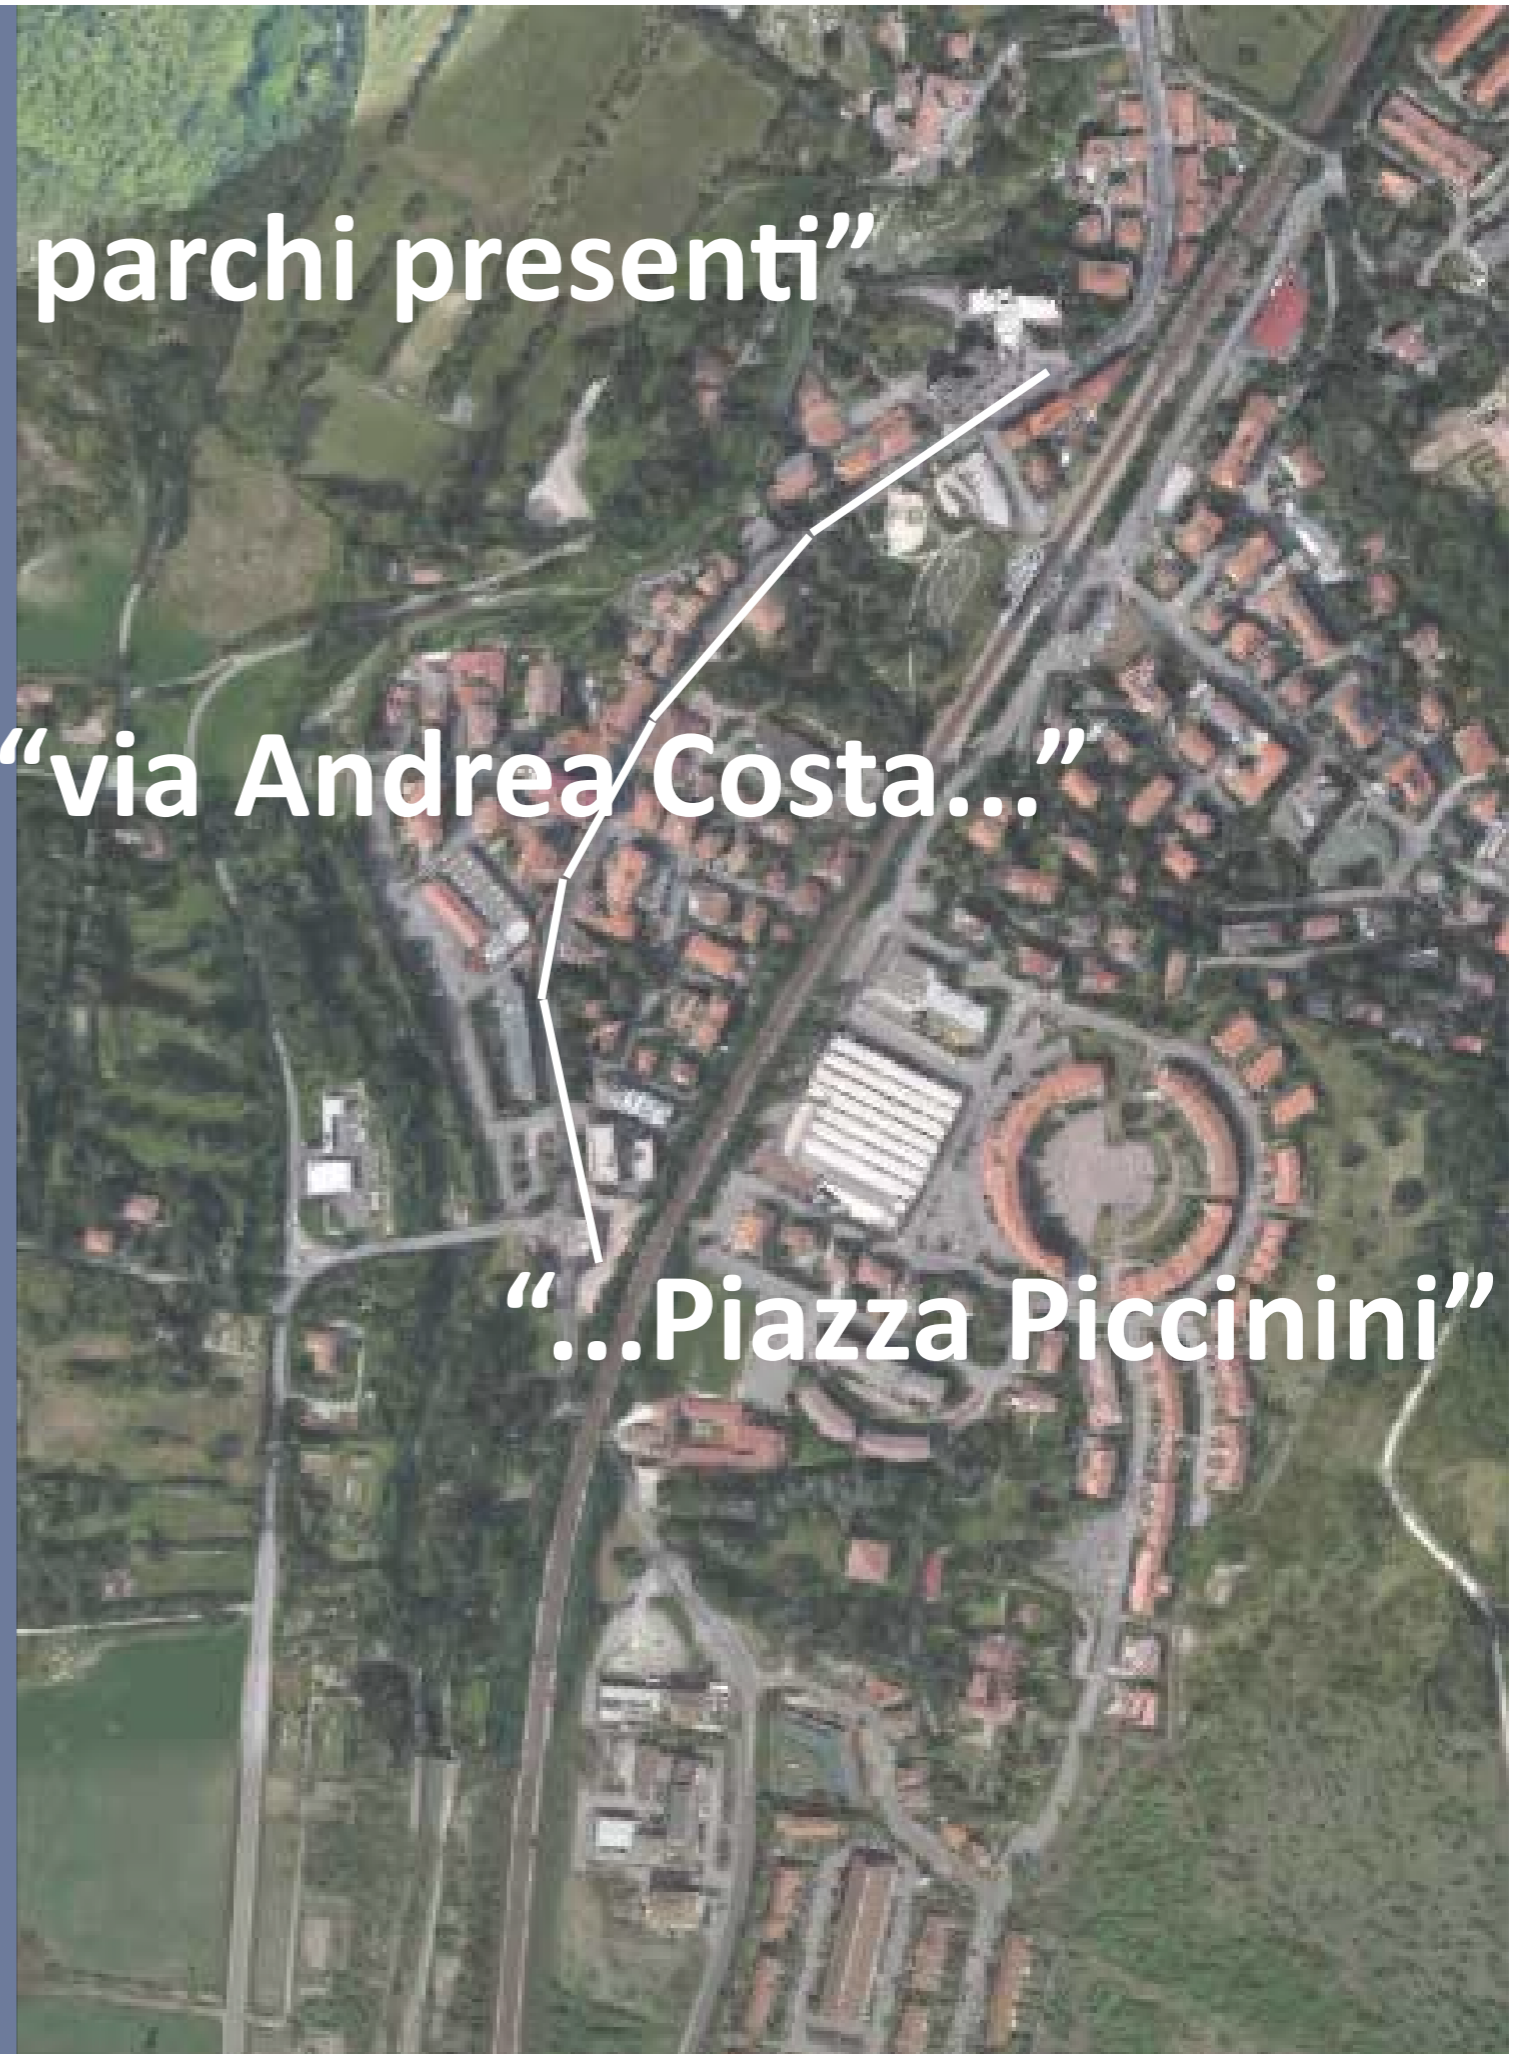 parchi presenti”
“via Andrea Costa...”
“...Piazza Piccinini”